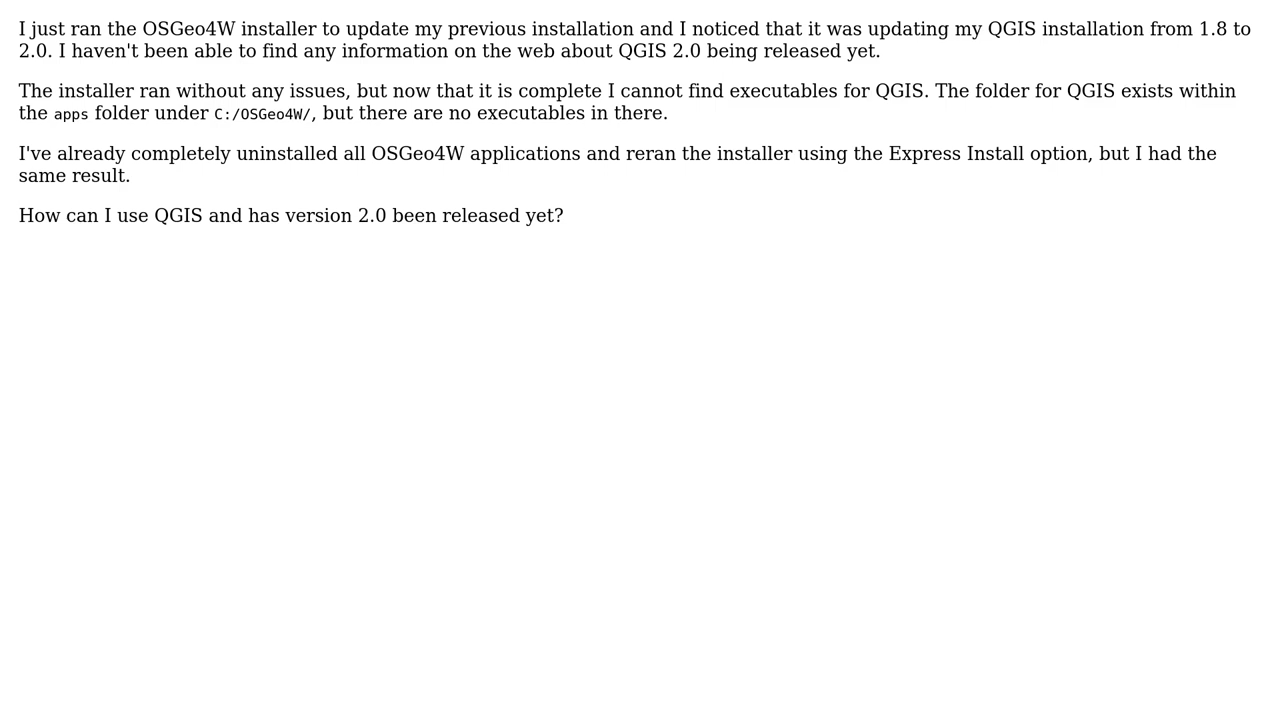 I just ran the OSGeo4W installer to update my previous installation and I noticed that it was updating my QGIS installation from 1.8 to
2.0. I haven't been able to find any information on the web about QGIS 2.0 being released yet.
The installer ran without any issues, but now that it is complete I cannot find executables for QGIS. The folder for QGIS exists within
the apps folder under C:/OSGeo4W/, but there are no executables in there.
I've already completely uninstalled all OSGeo4W applications and reran the installer using the Express Install option, but I had the
same result.
How can I use QGIS and has version 2.0 been released yet?